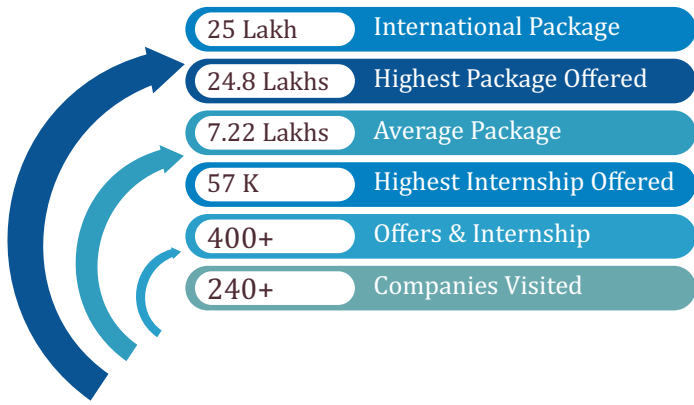 25 Lakh International Package
24.8 Lakhs Highest Package Offered
7.22 Lakhs Average Package
57 K Highest Internship Offered
400+ Offers & Internship
240+ Companies Visited